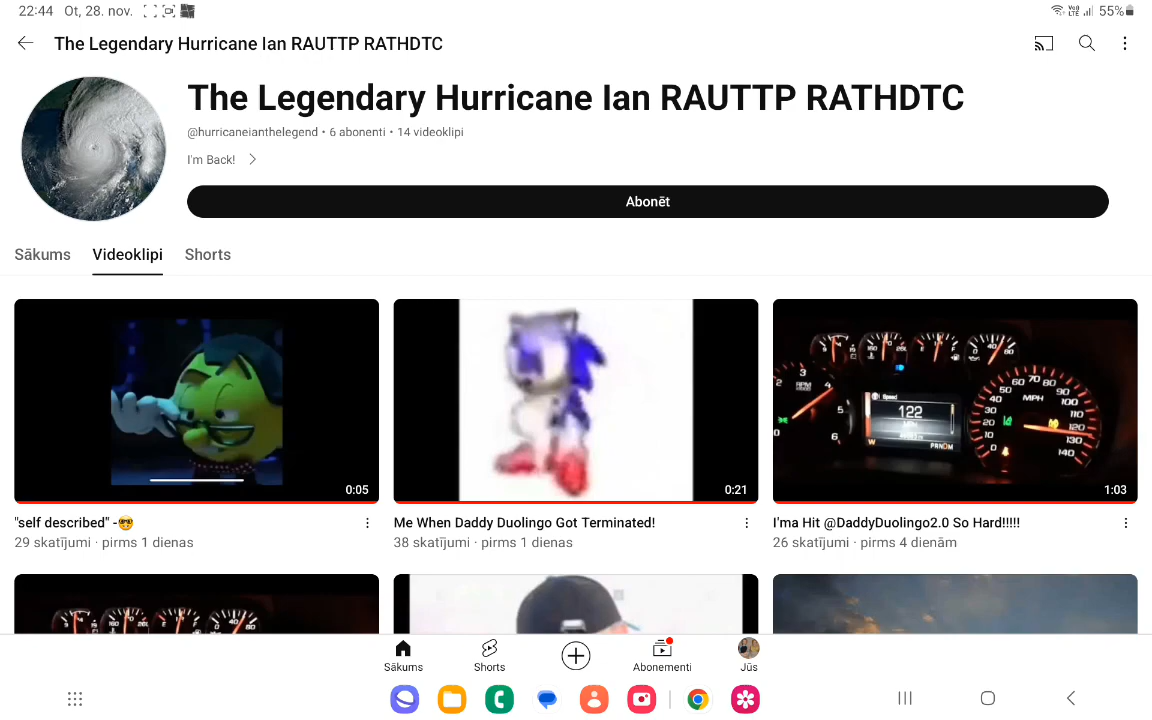 22:44 Ot, 28. nov.
55%
The Legendary Hurricane Ian RAUTTP RATHDTC
The Legendary Hurricane Ian RAUTTP RATHDTC
@hurricaneianthelegend • 6 abonenti • 14 videoklipi
I'm Back!
Abonēt
Sākums Videoklipi Shorts
Speed
122
MPH
PRNDM
0:05
0:21
1:03
"self described" -🤓
Me When Daddy Duolingo Got Terminated!
I'ma Hit @DaddyDuolingo2.0 So Hard!!!!!
29 skatījumi · pirms 1 dienas
38 skatījumi · pirms 1 dienas
26 skatījumi · pirms 4 dienām
Sākums
Shorts
Abonementi
Jūs